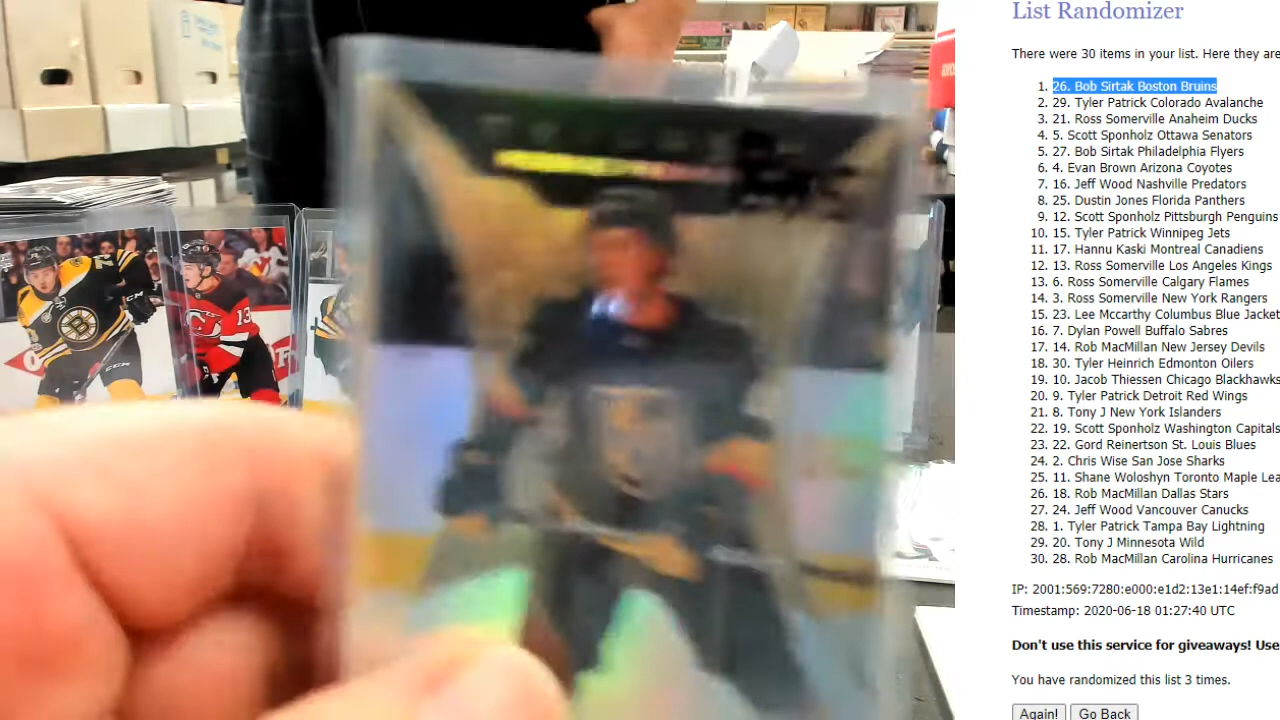 List Randomizer
There were 30 items in your list. Here they are
1. 26. Bob Sirtak Boston Bruins
2. 29. Tyler Patrick Colorado Avalanche
3. 21. Ross Somerville Anaheim Ducks
4. 5. Scott Sponholz Ottawa Senators
5. 27. Bob Sirtak Philadelphia Flyers
6. 4. Evan Brown Arizona Coyotes
7. 16. Jeff Wood Nashville Predators
8. 25. Dustin Jones Florida Panthers
9. 12. Scott Sponholz Pittsburgh Penguins
10. 15. Tyler Patrick Winnipeg Jets
11. 17. Hannu Kaski Montreal Canadiens
12. 13. Ross Somerville Los Angeles Kings
13. 6. Ross Somerville Calgary Flames
14. 3. Ross Somerville New York Rangers
15. 23. Lee Mccarthy Columbus Blue Jacket
16. 7. Dylan Powell Buffalo Sabres
17. 14. Rob MacMillan New Jersey Devils
18. 30. Tyler Heinrich Edmonton Oilers
19. 10. Jacob Thiessen Chicago Blackhawks
20. 9. Tyler Patrick Detroit Red Wings
21. 8. Tony J New York Islanders
22. 19. Scott Sponholz Washington Capitals
23. 22. Gord Reinertson St. Louis Blues
24. 2. Chris Wise San Jose Sharks
25. 11. Shane Woloshyn Toronto Maple Lea
26. 18. Rob MacMillan Dallas Stars
27. 24. Jeff Wood Vancouver Canucks
28. 1. Tyler Patrick Tampa Bay Lightning
29. 20. Tony J Minnesota Wild
30. 28. Rob MacMillan Carolina Hurricanes
IP: 2001:569:7280:e000:e1d2:13e1:14ef:f9ad
Timestamp: 2020-06-18 01:27:40 UTC
Don't use this service for giveaways! Use
You have randomized this list 3 times.
Again! Go Back
B
13
CCM